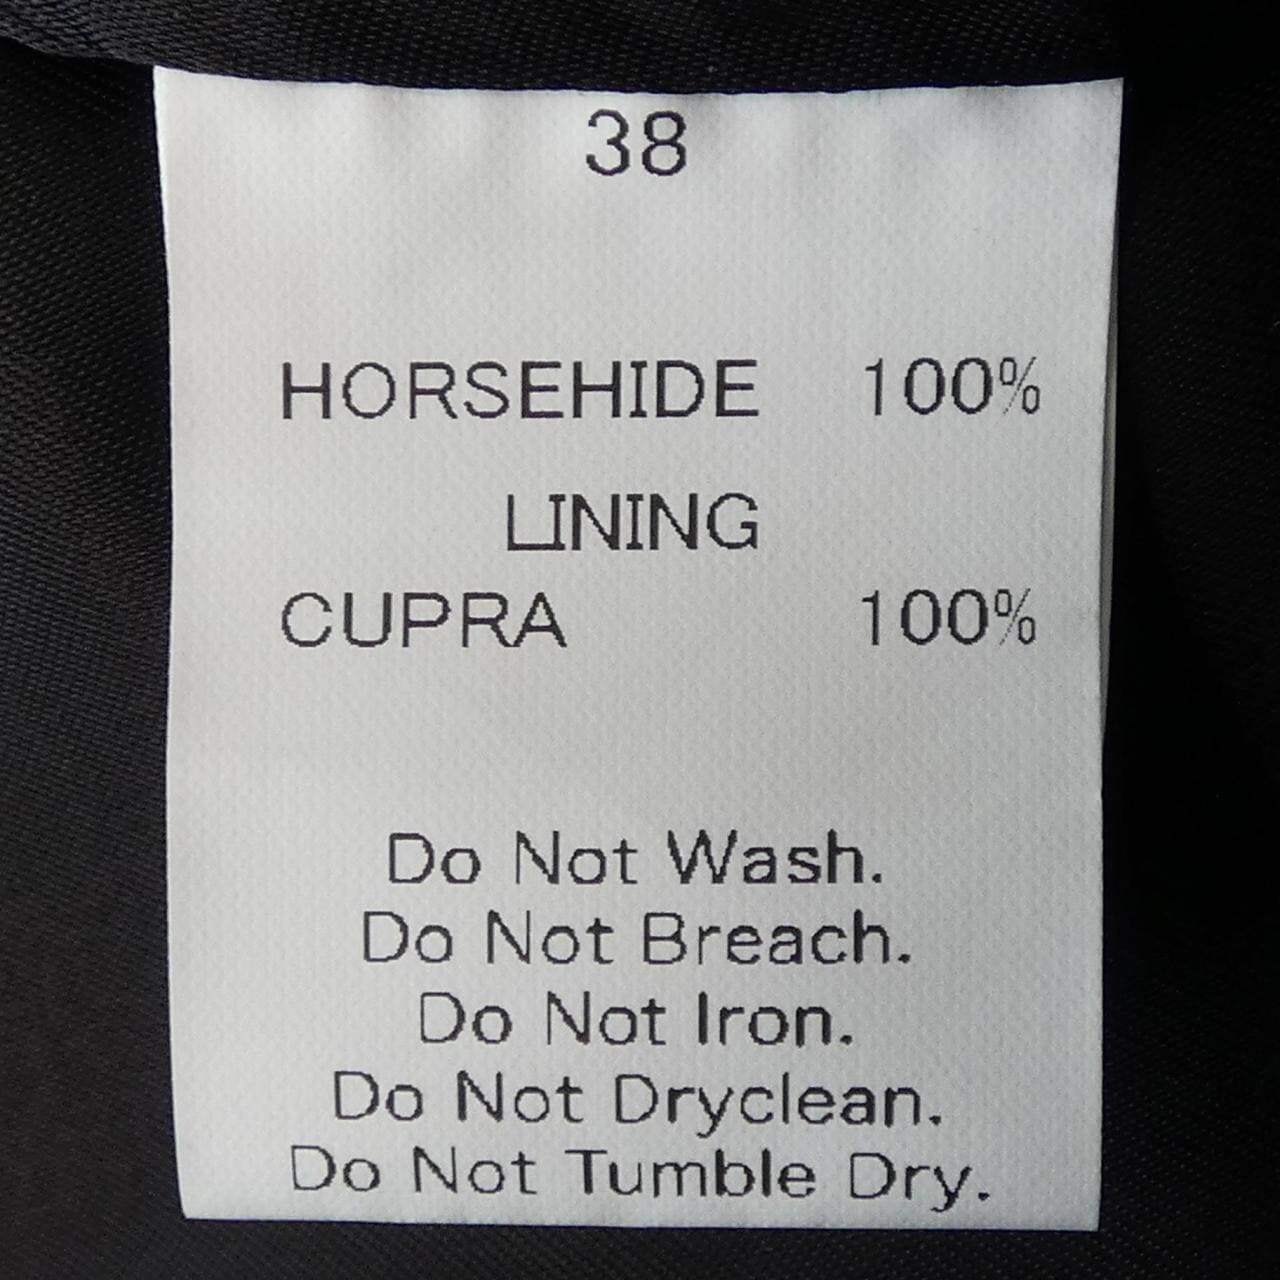 38
HORSEHIDE 100%
LINING
CUPRA 100%
Do Not Wash.
Do Not Breach.
Do Not Iron.
Do Not Dryclean.
Do Not Tumble Dry.